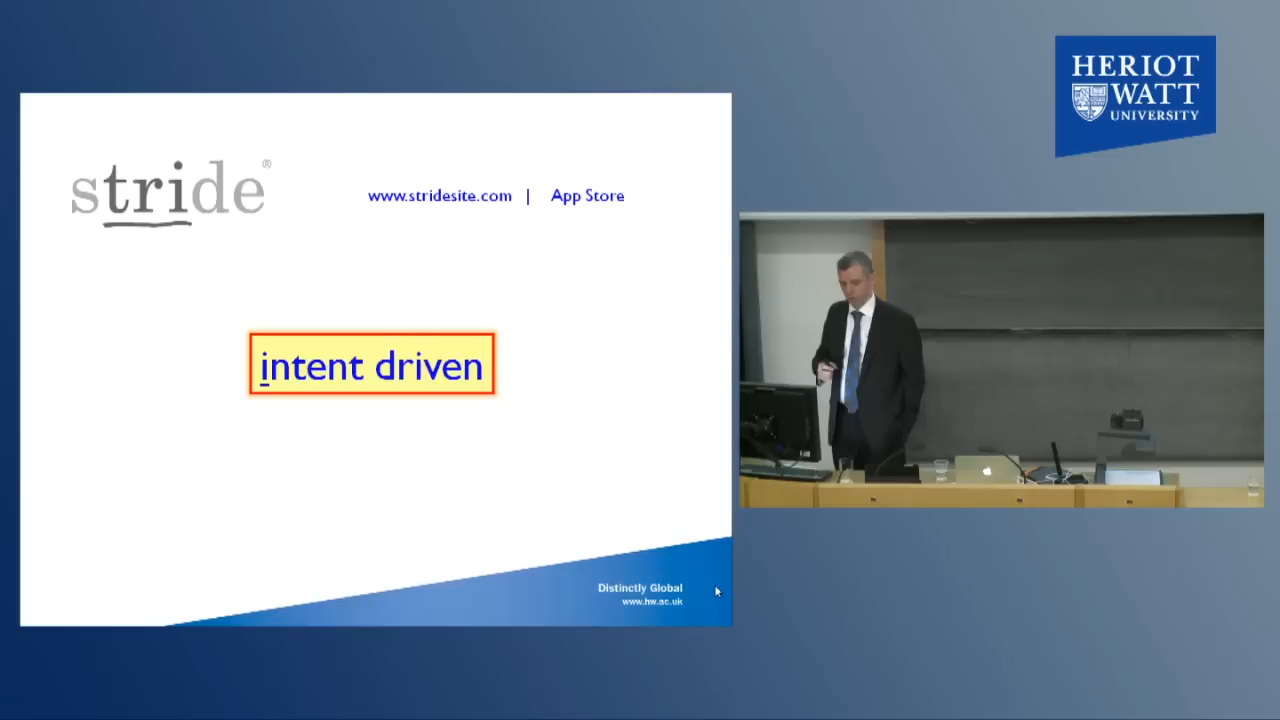 HERIOT
WATT
UNIVERSITY
stride®
www.stridesite.com | App Store
intent driven
Distinctly Global
www.hw.ac.uk